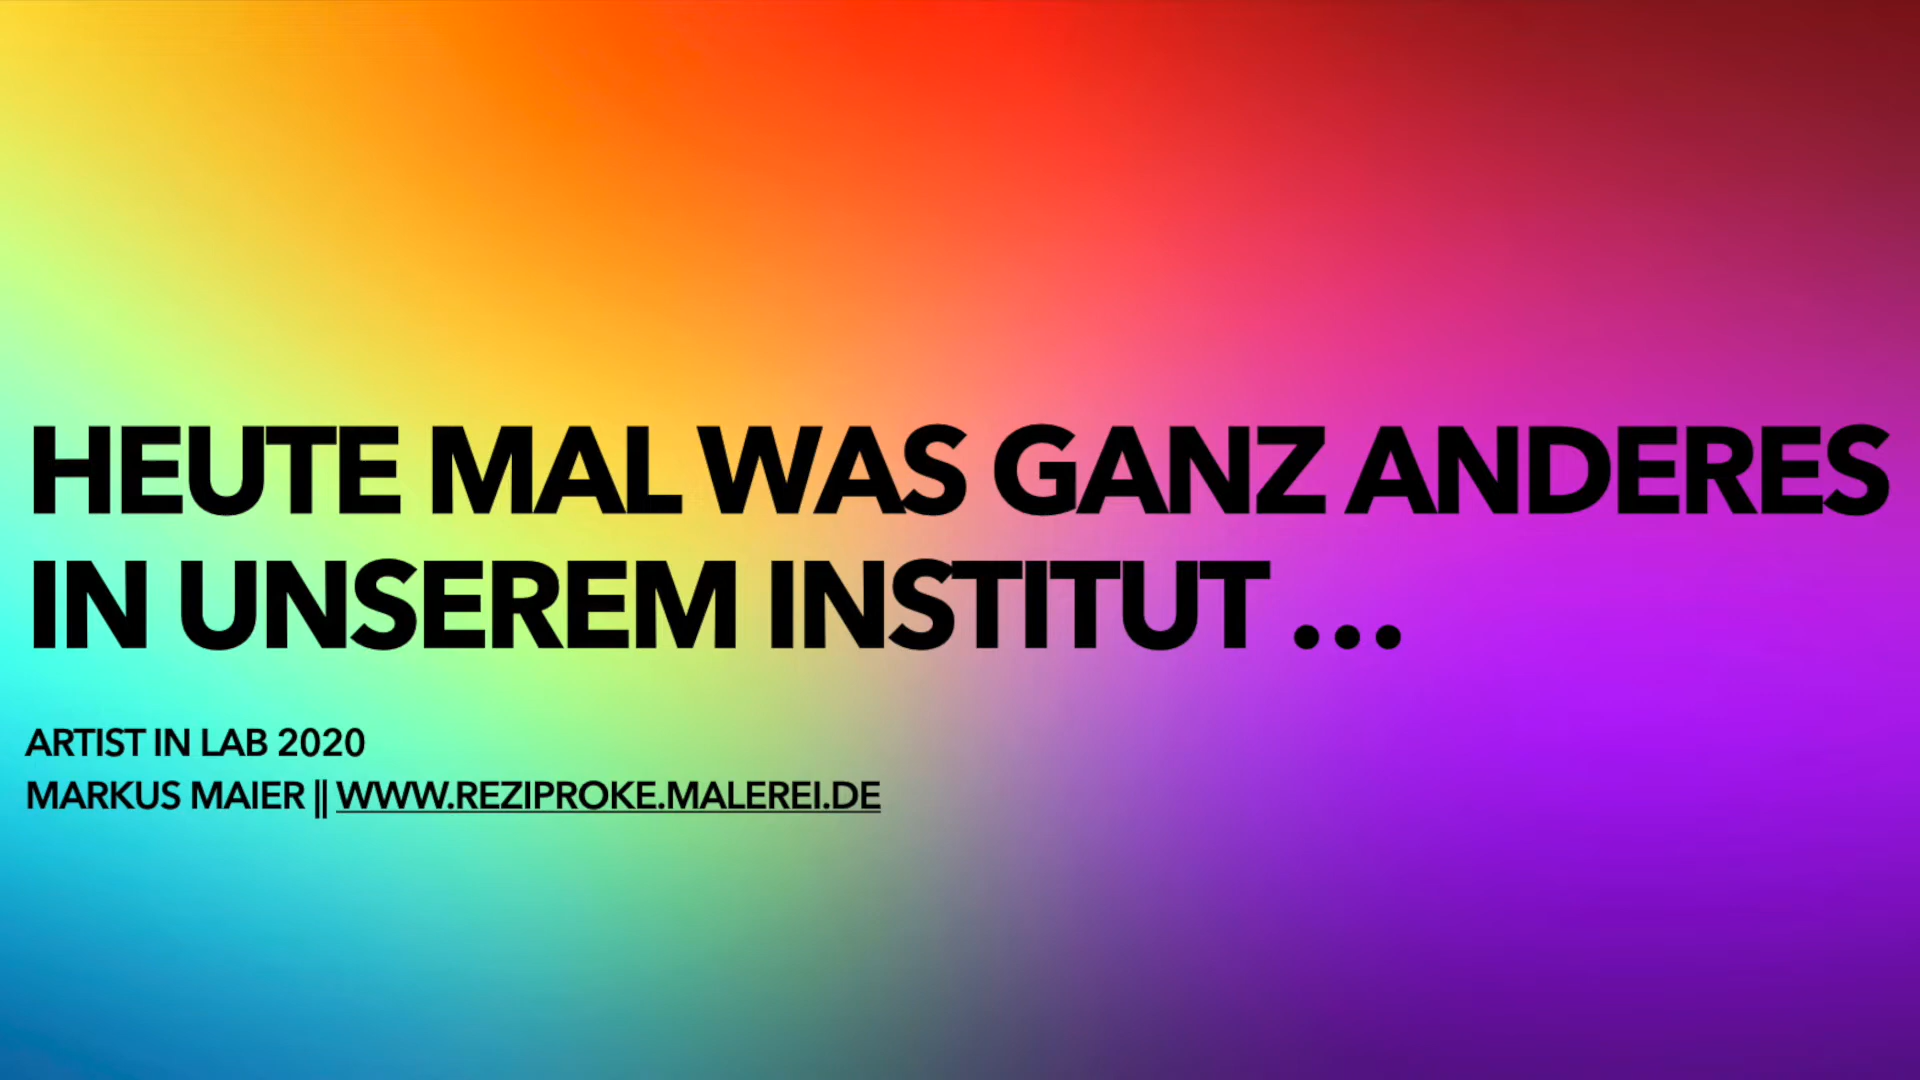 HEUTE MAL WAS GANZ ANDERES
IN UNSEREM INSTITUT ...
ARTIST IN LAB 2020
MARKUS MAIER || WWW.REZIPROKE.MALEREI.DE